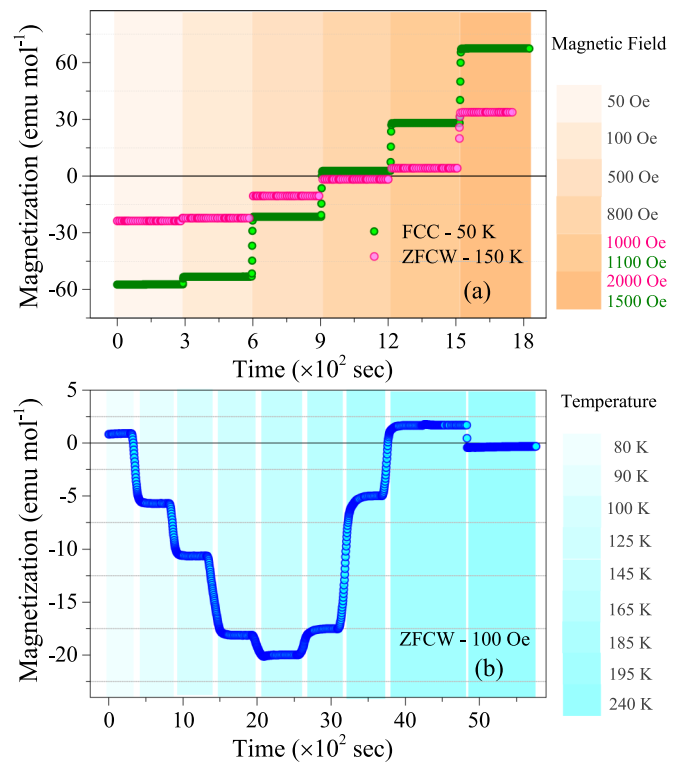 Magnetization (emu mol⁻¹)
60
30
0
-30
-60
FCC - 50 K
ZFCW - 150 K
(a)
0 3 6 9 12 15 18
Time (×10² sec)
Magnetic Field
50 Oe
100 Oe
500 Oe
800 Oe
1000 Oe
1100 Oe
2000 Oe
1500 Oe
Magnetization (emu mol⁻¹)
5
0
-5
-10
-15
-20
ZFCW - 100 Oe
(b)
0 10 20 30 40 50
Time (×10² sec)
Temperature
80 K
90 K
100 K
125 K
145 K
165 K
185 K
195 K
240 K